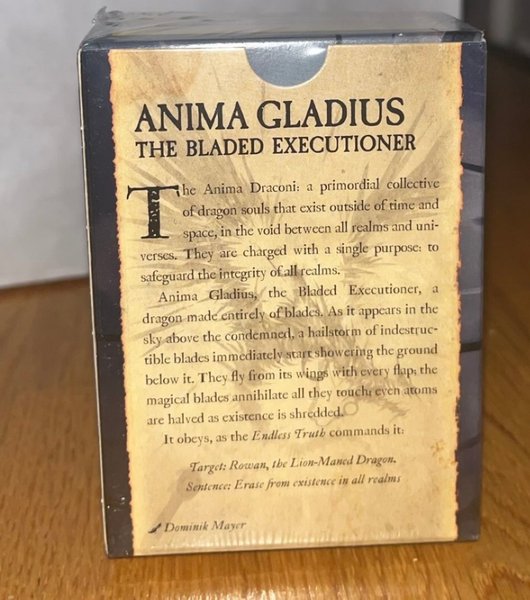 ANIMA GLADIUS
THE BLADED EXECUTIONER
The Anima Draconi: a primordial collective
of dragon souls that exist outside of time and
space, in the void between all realms and uni-
verses. They are charged with a single purpose: to
safeguard the integrity of all realms.
Anima Gladius, the Bladed Executioner, a
dragon made entirely of blades. As it appears in the
sky above the condemned, a hailstorm of indestruc-
tible blades immediately start showering the ground
below it. They fly from its wings with every flap; the
magical blades annihilate all they touch; even atoms
are halved as existence is shredded.
It obeys, as the Endless Truth commands it:
Target: Rowan, the Lion-Maned Dragon.
Sentence: Erase from existence in all realms
Dominik Mayer